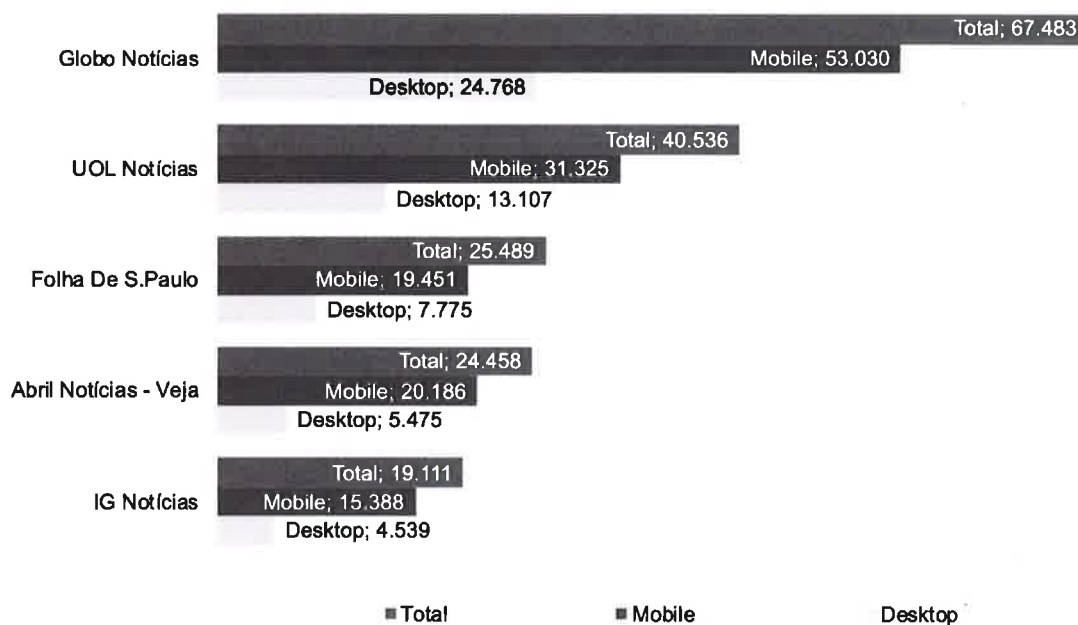 Globo Notícias
Total; 67.483
Mobile; 53.030
Desktop; 24.768
UOL Notícias
Total; 40.536
Mobile; 31.325
Desktop; 13.107
Folha De S.Paulo
Total; 25.489
Mobile; 19.451
Desktop; 7.775
Abril Notícias - Veja
Total; 24.458
Mobile; 20.186
Desktop; 5.475
IG Notícias
Total; 19.111
Mobile; 15.388
Desktop; 4.539
Total Mobile Desktop